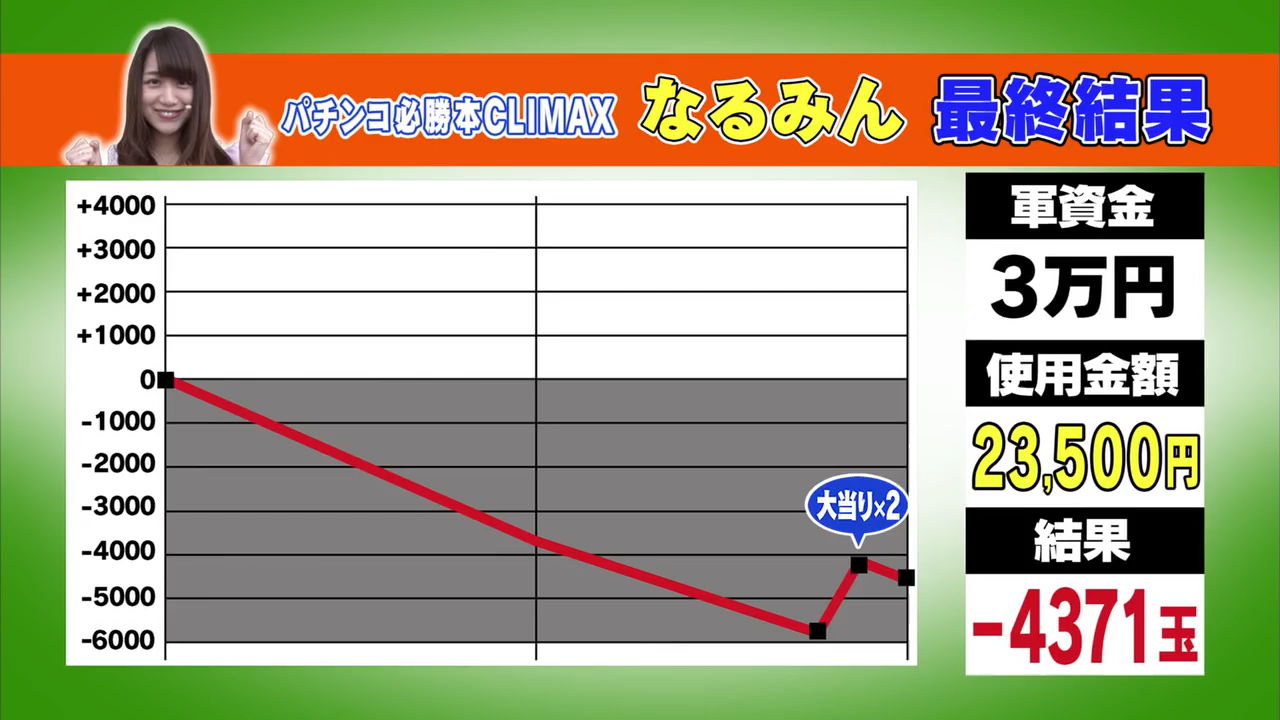 パチンコ必勝本CLIMAX なるみん 最終結果
+4000
+3000
+2000
+1000
0
-1000
-2000
-3000
-4000
-5000
-6000
大当り×2
軍資金
3万円
使用金額
23,500円
結果
-4371玉